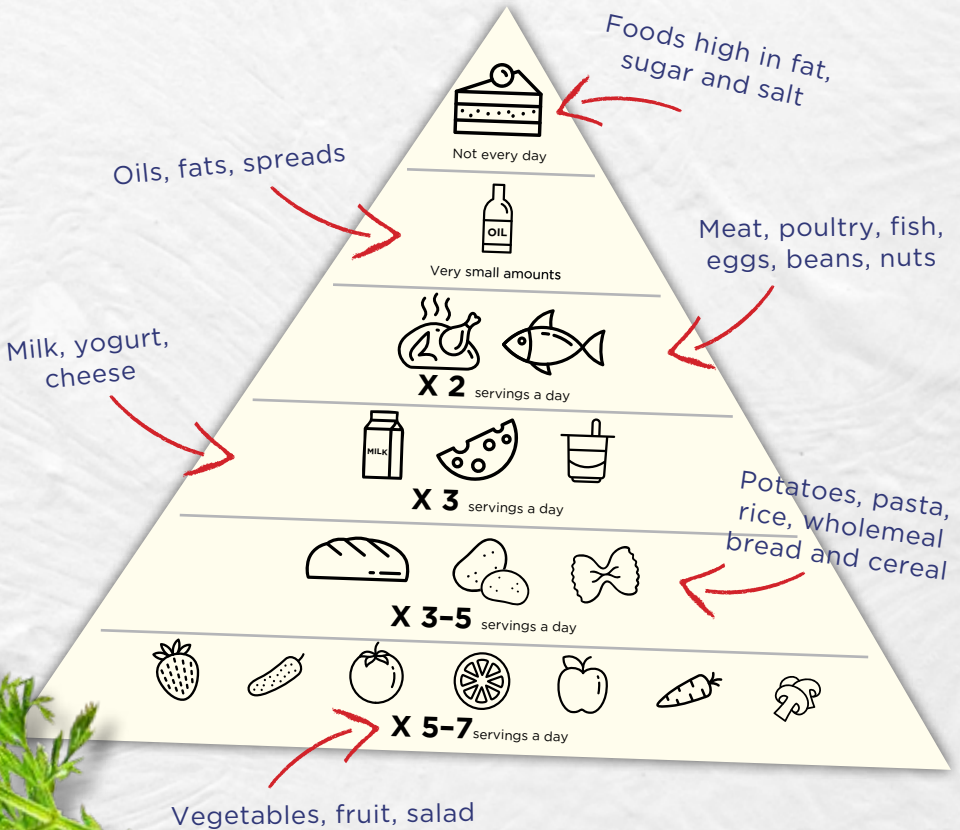 Foods high in fat,
sugar and salt
Not every day
Oils, fats, spreads
OIL
Very small amounts
Meat, poultry, fish,
eggs, beans, nuts
X 2 servings a day
Milk, yogurt,
cheese
MILK
X 3 servings a day
Potatoes, pasta,
rice, wholemeal
bread and cereal
X 3–5 servings a day
X 5–7 servings a day
Vegetables, fruit, salad